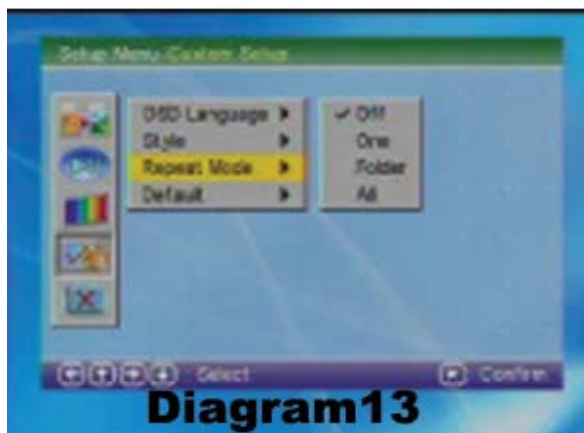 Setup Menu:Custom Setup
OSD Language
Off
Style
One
Repeat Mode
Folder
Default
All
Select
Confirm
Diagram13